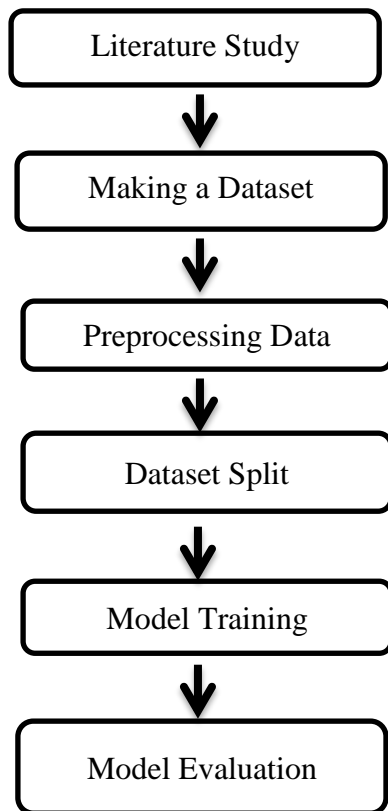 Literature Study
Making a Dataset
Preprocessing Data
Dataset Split
Model Training
Model Evaluation